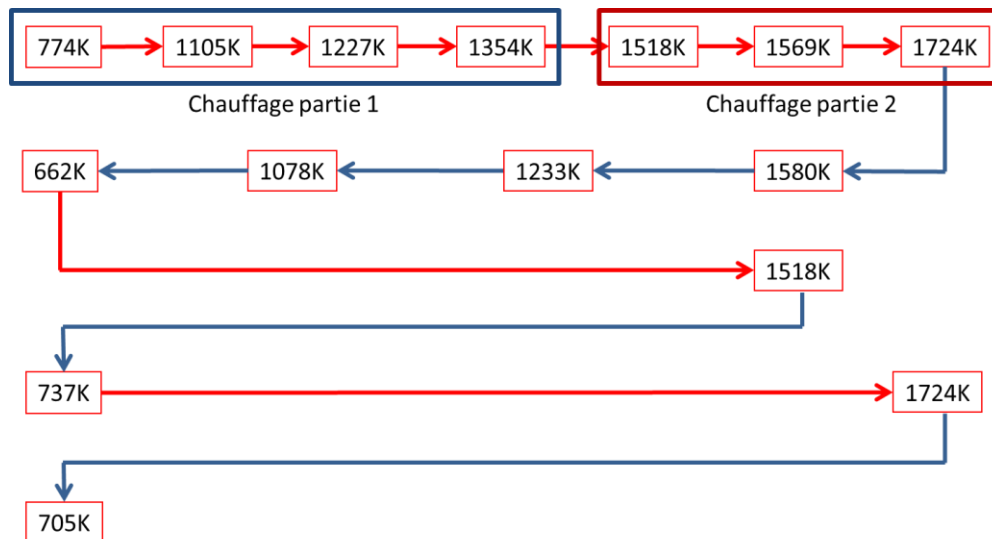 774K 1105K 1227K 1354K 1518K 1569K 1724K
Chauffage partie 1 Chauffage partie 2
662K 1078K 1233K 1580K
1518K
737K 1724K
705K